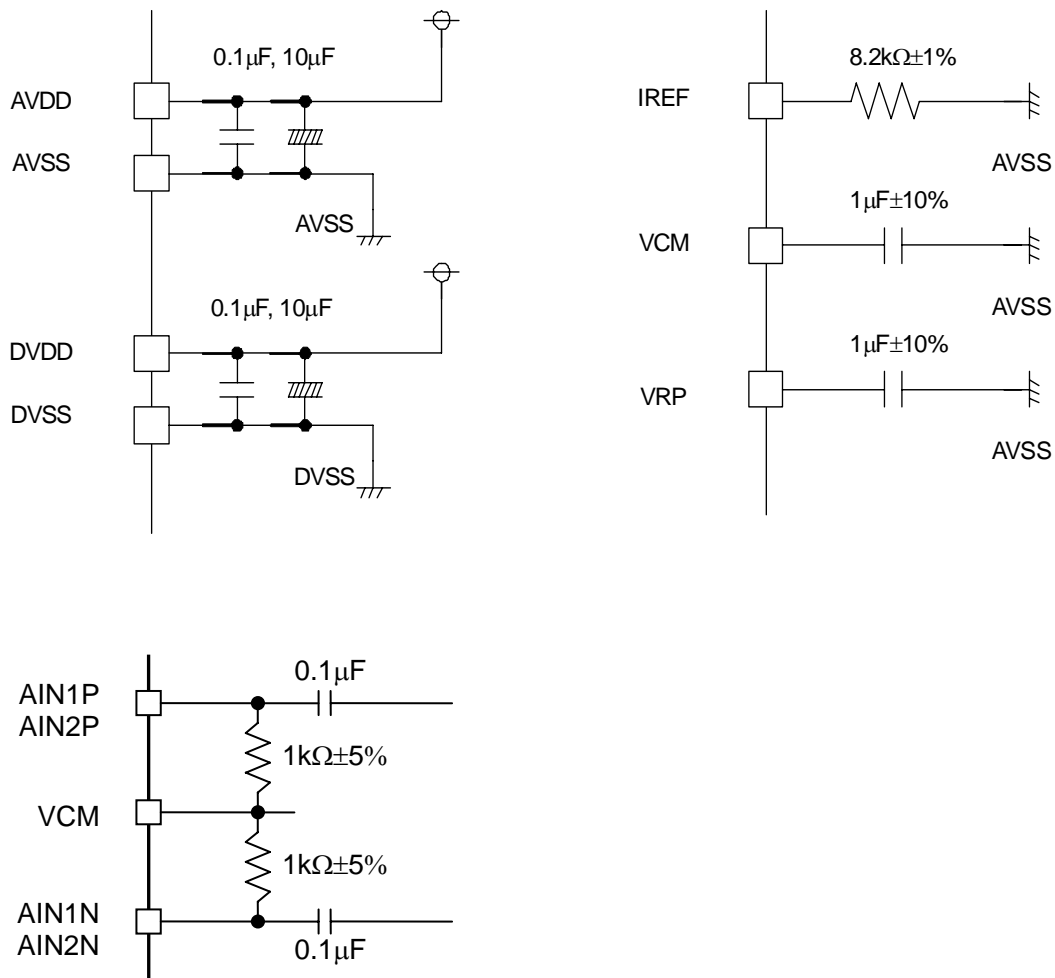 0.1µF, 10µF
AVDD
AVSS
AVSS
0.1µF, 10µF
DVDD
DVSS
DVSS
8.2kΩ±1%
IREF
AVSS
1µF±10%
VCM
AVSS
1µF±10%
VRP
AVSS
0.1µF
AIN1P
AIN2P
1kΩ±5%
VCM
1kΩ±5%
AIN1N
AIN2N
0.1µF